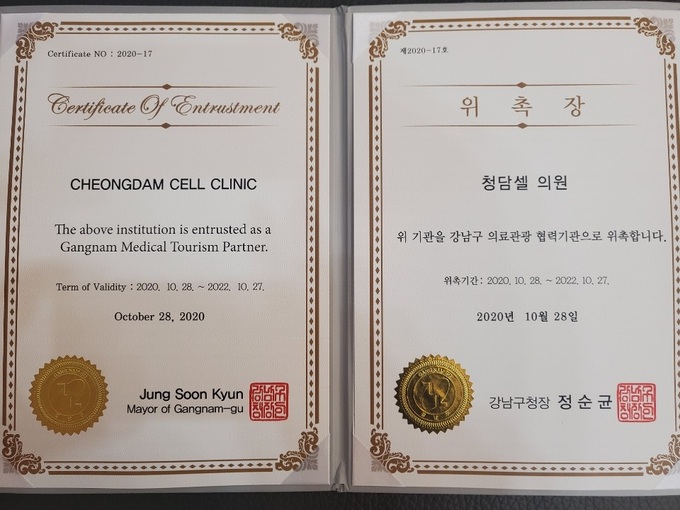 Certificate NO : 2020-17
Certificate Of Entrustment
CHEONGDAM CELL CLINIC
The above institution is entrusted as a
Gangnam Medical Tourism Partner.
Term of Validity : 2020. 10. 28. ~ 2022. 10. 27.
October 28, 2020
Jung Soon Kyun
Mayor of Gangnam-gu
제2020-17호
위 촉 장
청담셀 의원
위 기관을 강남구 의료관광 협력기관으로 위촉합니다.
위촉기간: 2020. 10. 28. ~ 2022. 10. 27.
2020년 10월 28일
강남구청장 정순균